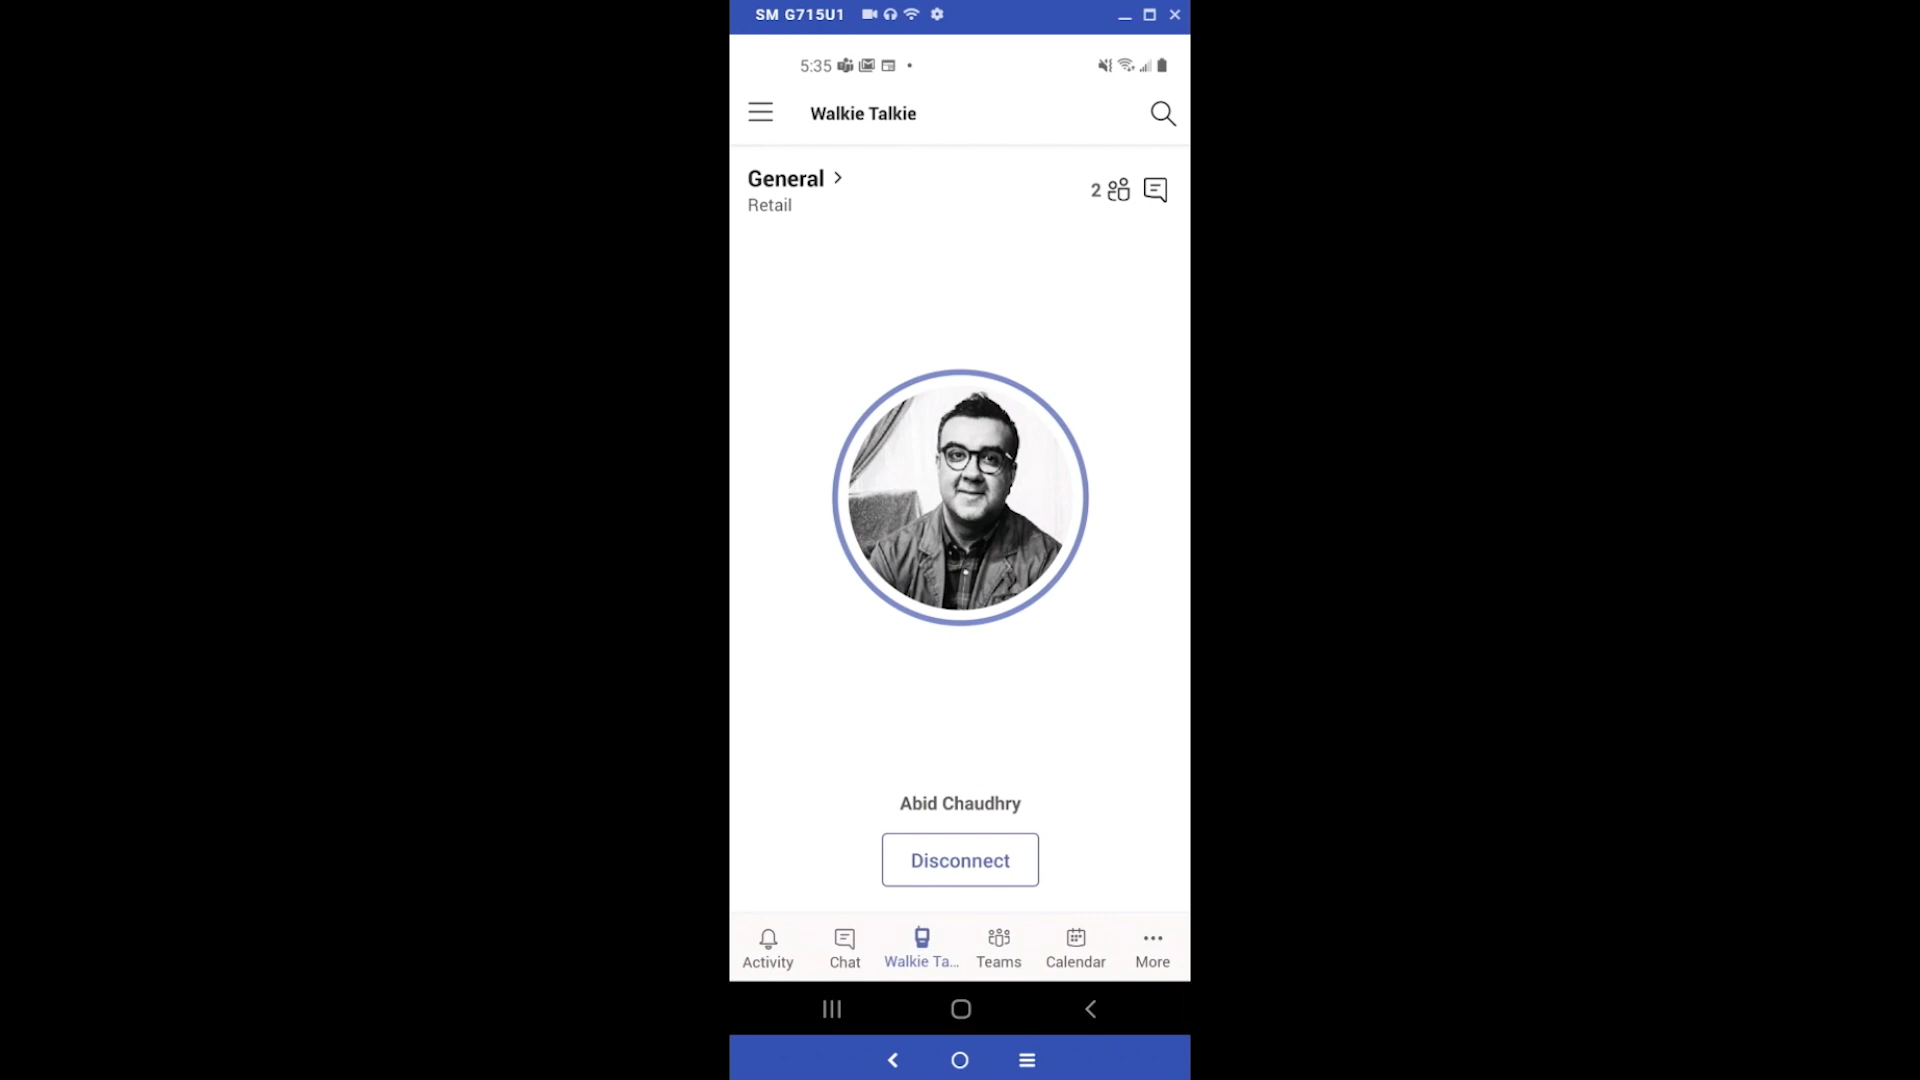 SM G715U1
5:35
Walkie Talkie
General
Retail
2
Abid Chaudhry
Disconnect
Activity
Chat
Walkie Ta...
Teams
Calendar
More